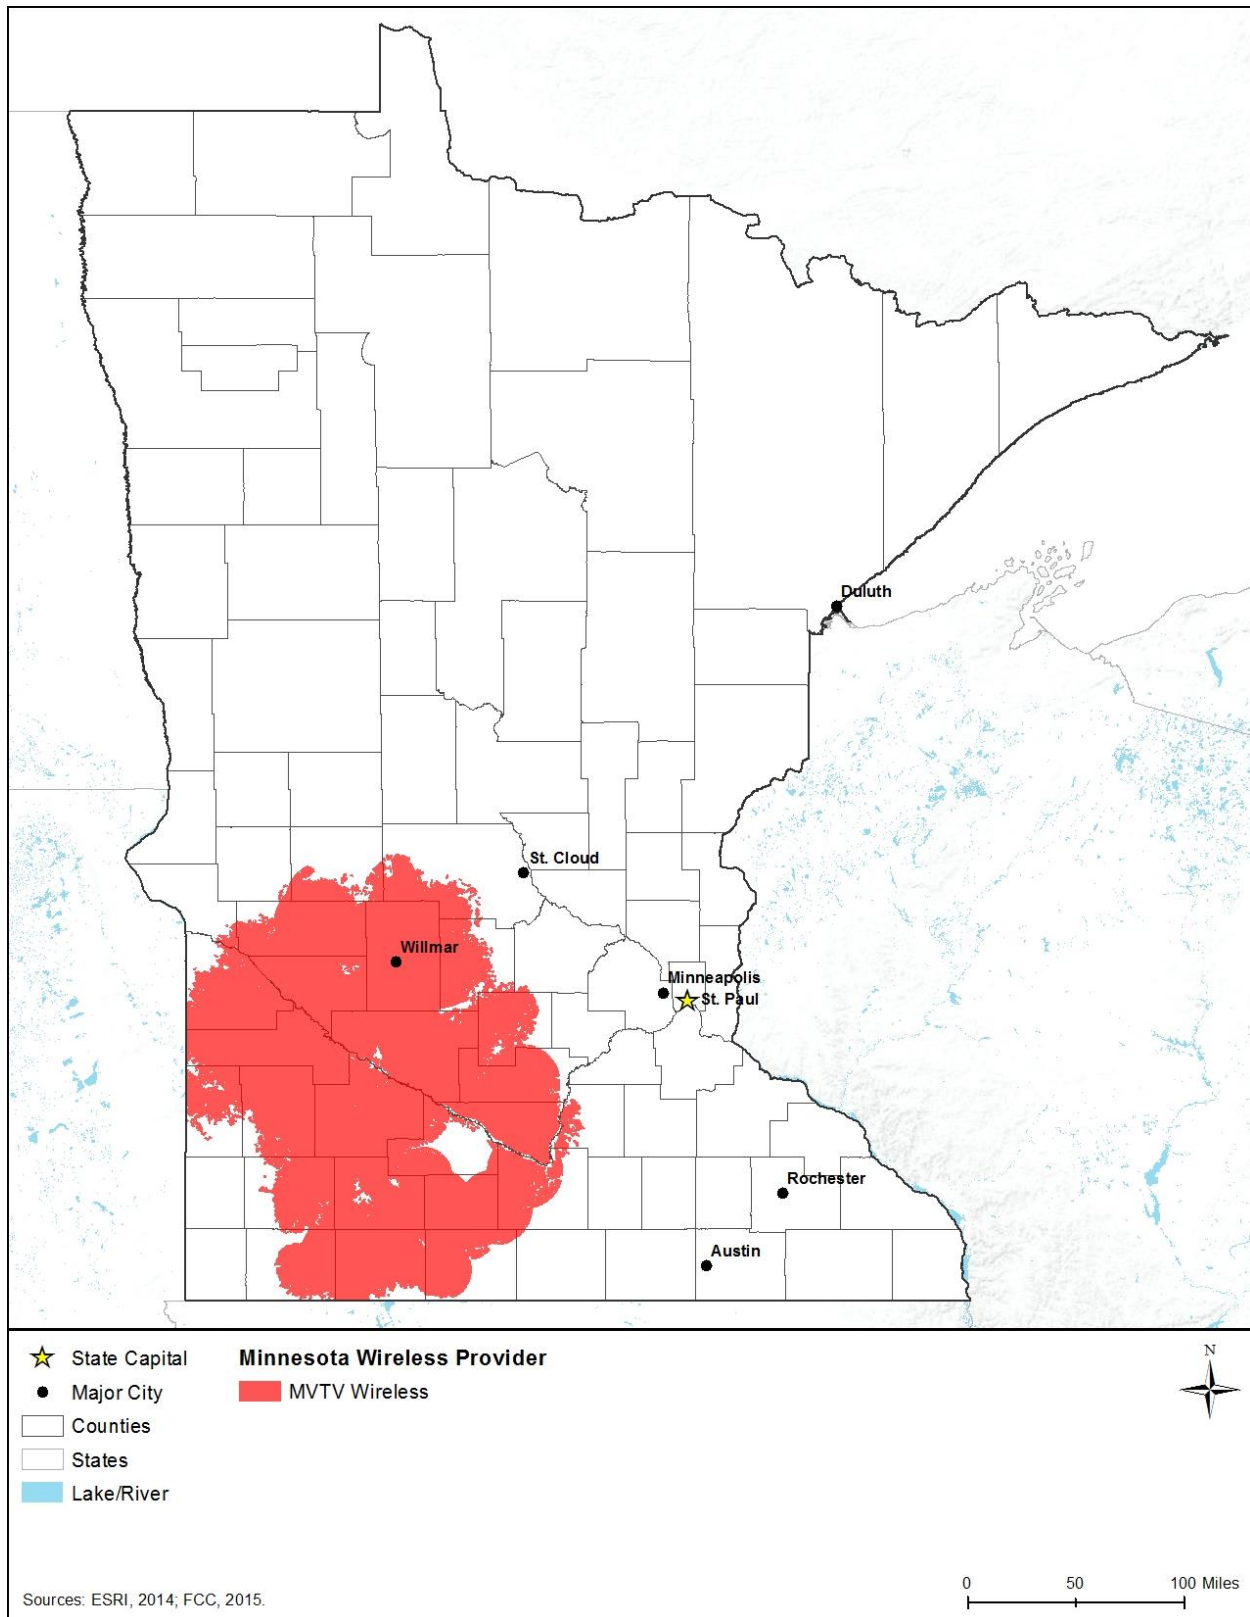 Duluth
St. Cloud
Willmar
Minneapolis
St. Paul
Rochester
Austin
State Capital
Minnesota Wireless Provider
N
Major City
MVTV Wireless
Counties
States
Lake/River
0 50 100 Miles
Sources: ESRI, 2014; FCC, 2015.